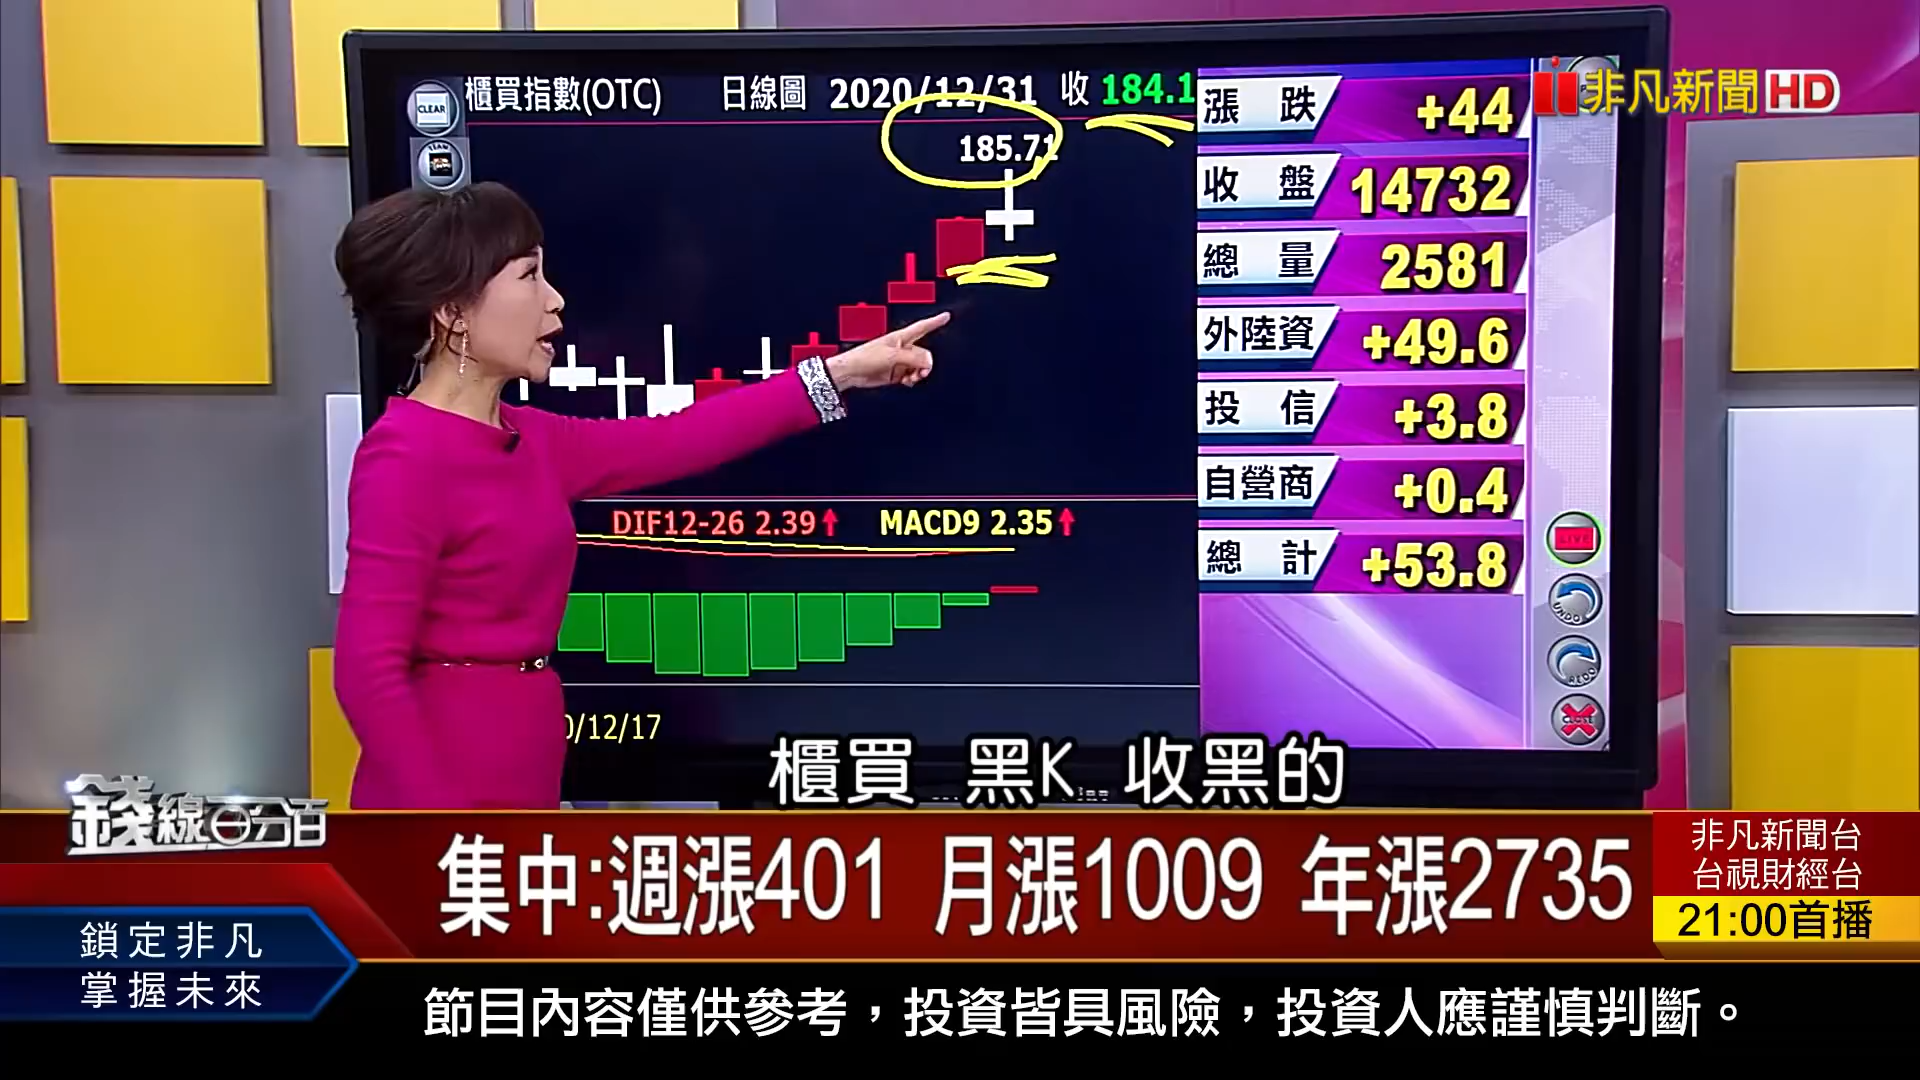 櫃買指數(OTC) 日線圖 2020/12/31 收 184.1
非凡新聞HD
CLEAR
TEAM
185.71
漲跌 +44
收盤 14732
總量 2581
外陸資 +49.6
投信 +3.8
自營商 +0.4
總計 +53.8
DIF12-26 2.39↑ MACD9 2.35↑
LIVE
UNDO
REDO
CLOSE
0/12/17
櫃買 黑K 收黑的
錢線百分百
集中:週漲401 月漲1009 年漲2735
非凡新聞台
台視財經台
21:00首播
鎖定非凡
掌握未來
節目內容僅供參考，投資皆具風險，投資人應謹慎判斷。